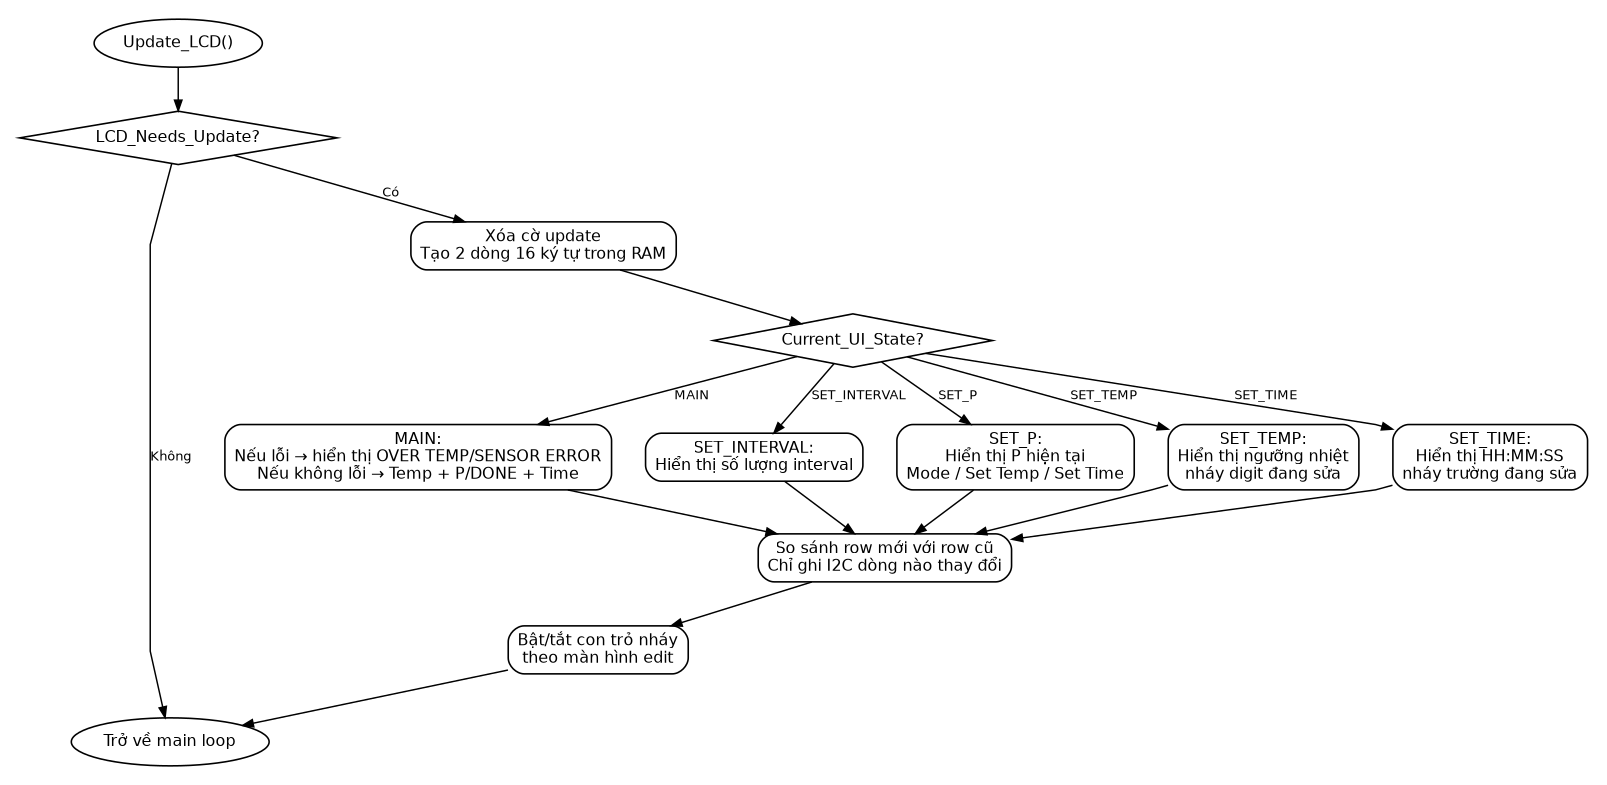 Update_LCD()
LCD_Needs_Update?
Có
Xóa cờ update
Tạo 2 dòng 16 ký tự trong RAM
Current_UI_State?
MAIN
SET_INTERVAL
SET_P
SET_TEMP
SET_TIME
MAIN:
Nếu lỗi → hiển thị OVER TEMP/SENSOR ERROR
Nếu không lỗi → Temp + P/DONE + Time
SET_INTERVAL:
Hiển thị số lượng interval
SET_P:
Hiển thị P hiện tại
Mode / Set Temp / Set Time
SET_TEMP:
Hiển thị ngưỡng nhiệt
nháy digit đang sửa
SET_TIME:
Hiển thị HH:MM:SS
nháy trường đang sửa
Không
So sánh row mới với row cũ
Chỉ ghi I2C dòng nào thay đổi
Bật/tắt con trỏ nháy
theo màn hình edit
Trở về main loop